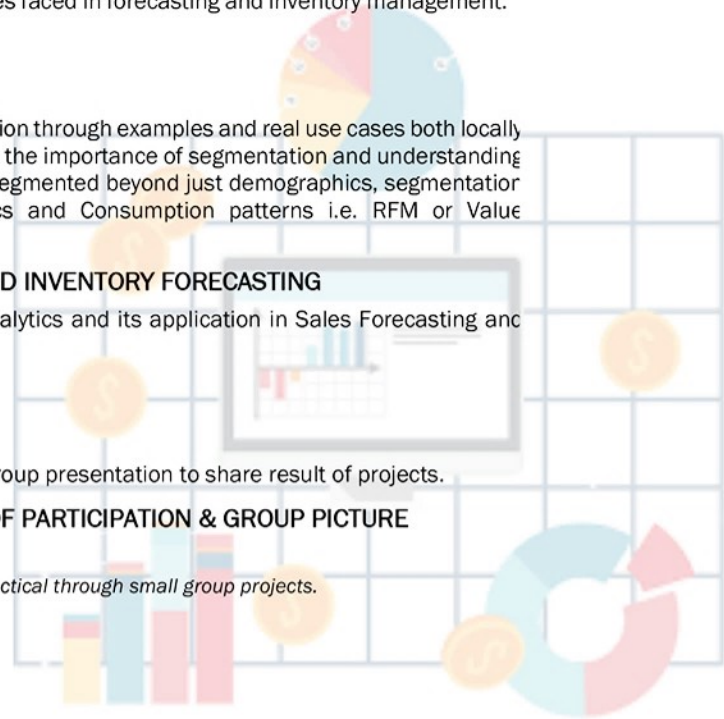 es faced in forecasting and inventory management.
ion through examples and real use cases both locally
the importance of segmentation and understanding
egmented beyond just demographics, segmentation
cs and Consumption patterns i.e. RFM or Value
D INVENTORY FORECASTING
alytics and its application in Sales Forecasting and
oup presentation to share result of projects.
OF PARTICIPATION & GROUP PICTURE
ctical through small group projects.